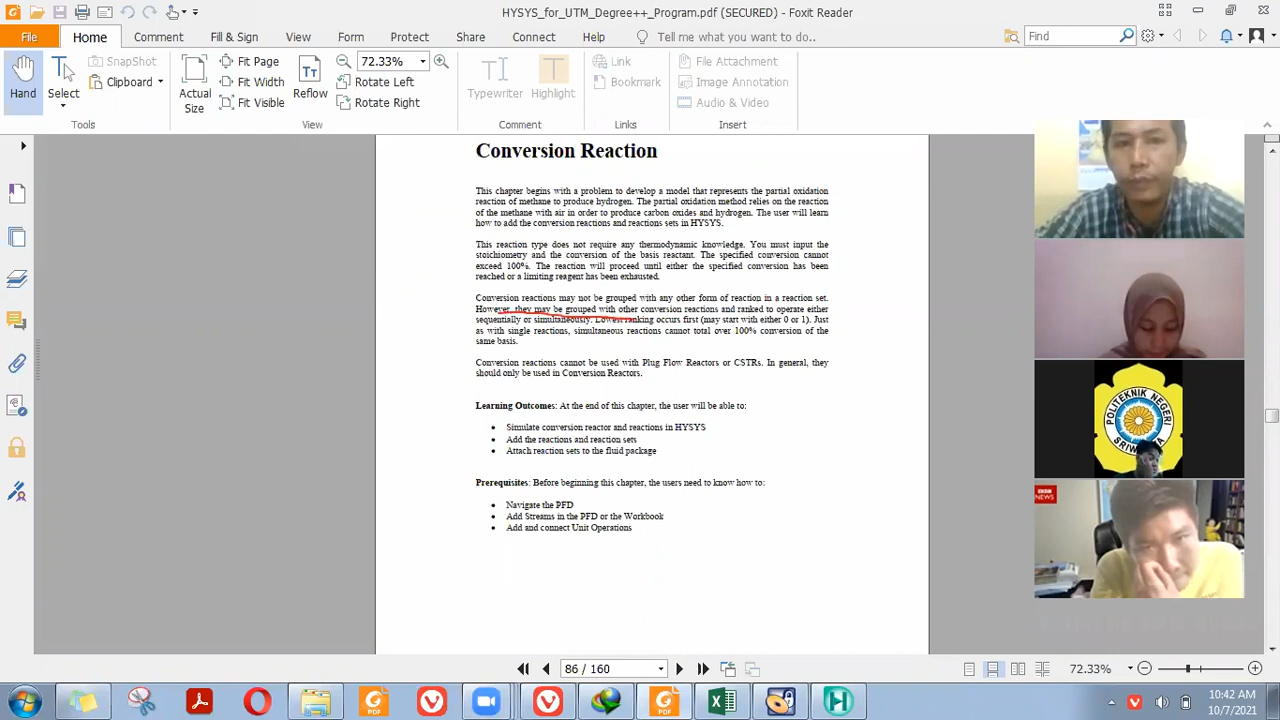 HYSYS_for_UTM_Degree++_Program.pdf (SECURED) - Foxit Reader
File Home Comment Fill & Sign View Form Protect Share Connect Help Tell me what you want to do.. Find
Hand
Select
SnapShot
Clipboard
Tools
Actual Size
Fit Page
Fit Width
Fit Visible
Reflow
72.33%
Rotate Left
Rotate Right
View
Typewriter
Highlight
Comment
Link
Bookmark
Links
File Attachment
Image Annotation
Audio & Video
Insert
Conversion Reaction
This chapter begins with a problem to develop a model that represents the partial oxidation
reaction of methane to produce hydrogen. The partial oxidation method relies on the reaction
of the methane with air in order to produce carbon oxides and hydrogen. The user will learn
how to add the conversion reactions and reactions sets in HYSYS.
This reaction type does not require any thermodynamic knowledge. You must input the
stoichiometry and the conversion of the basis reactant. The specified conversion cannot
exceed 100%. The reaction will proceed until either the specified conversion has been
reached or a limiting reagent has been exhausted.
Conversion reactions may not be grouped with any other form of reaction in a reaction set.
However, they may be grouped with other conversion reactions and ranked to operate either
sequentially or simultaneously. Lowest ranking occurs first (may start with either 0 or 1). Just
as with single reactions, simultaneous reactions cannot total over 100% conversion of the
same basis.
Conversion reactions cannot be used with Plug Flow Reactors or CSTRs. In general, they
should only be used in Conversion Reactors.
Learning Outcomes: At the end of this chapter, the user will be able to:
• Simulate conversion reactor and reactions in HYSYS
• Add the reactions and reaction sets
• Attach reaction sets to the fluid package
Prerequisites: Before beginning this chapter, the users need to know how to:
• Navigate the PFD
• Add Streams in the PFD or the Workbook
• Add and connect Unit Operations
POLITEKNIK NEGERI
BBC
NEWS
86 / 160
72.33%
10:42 AM
10/7/2021